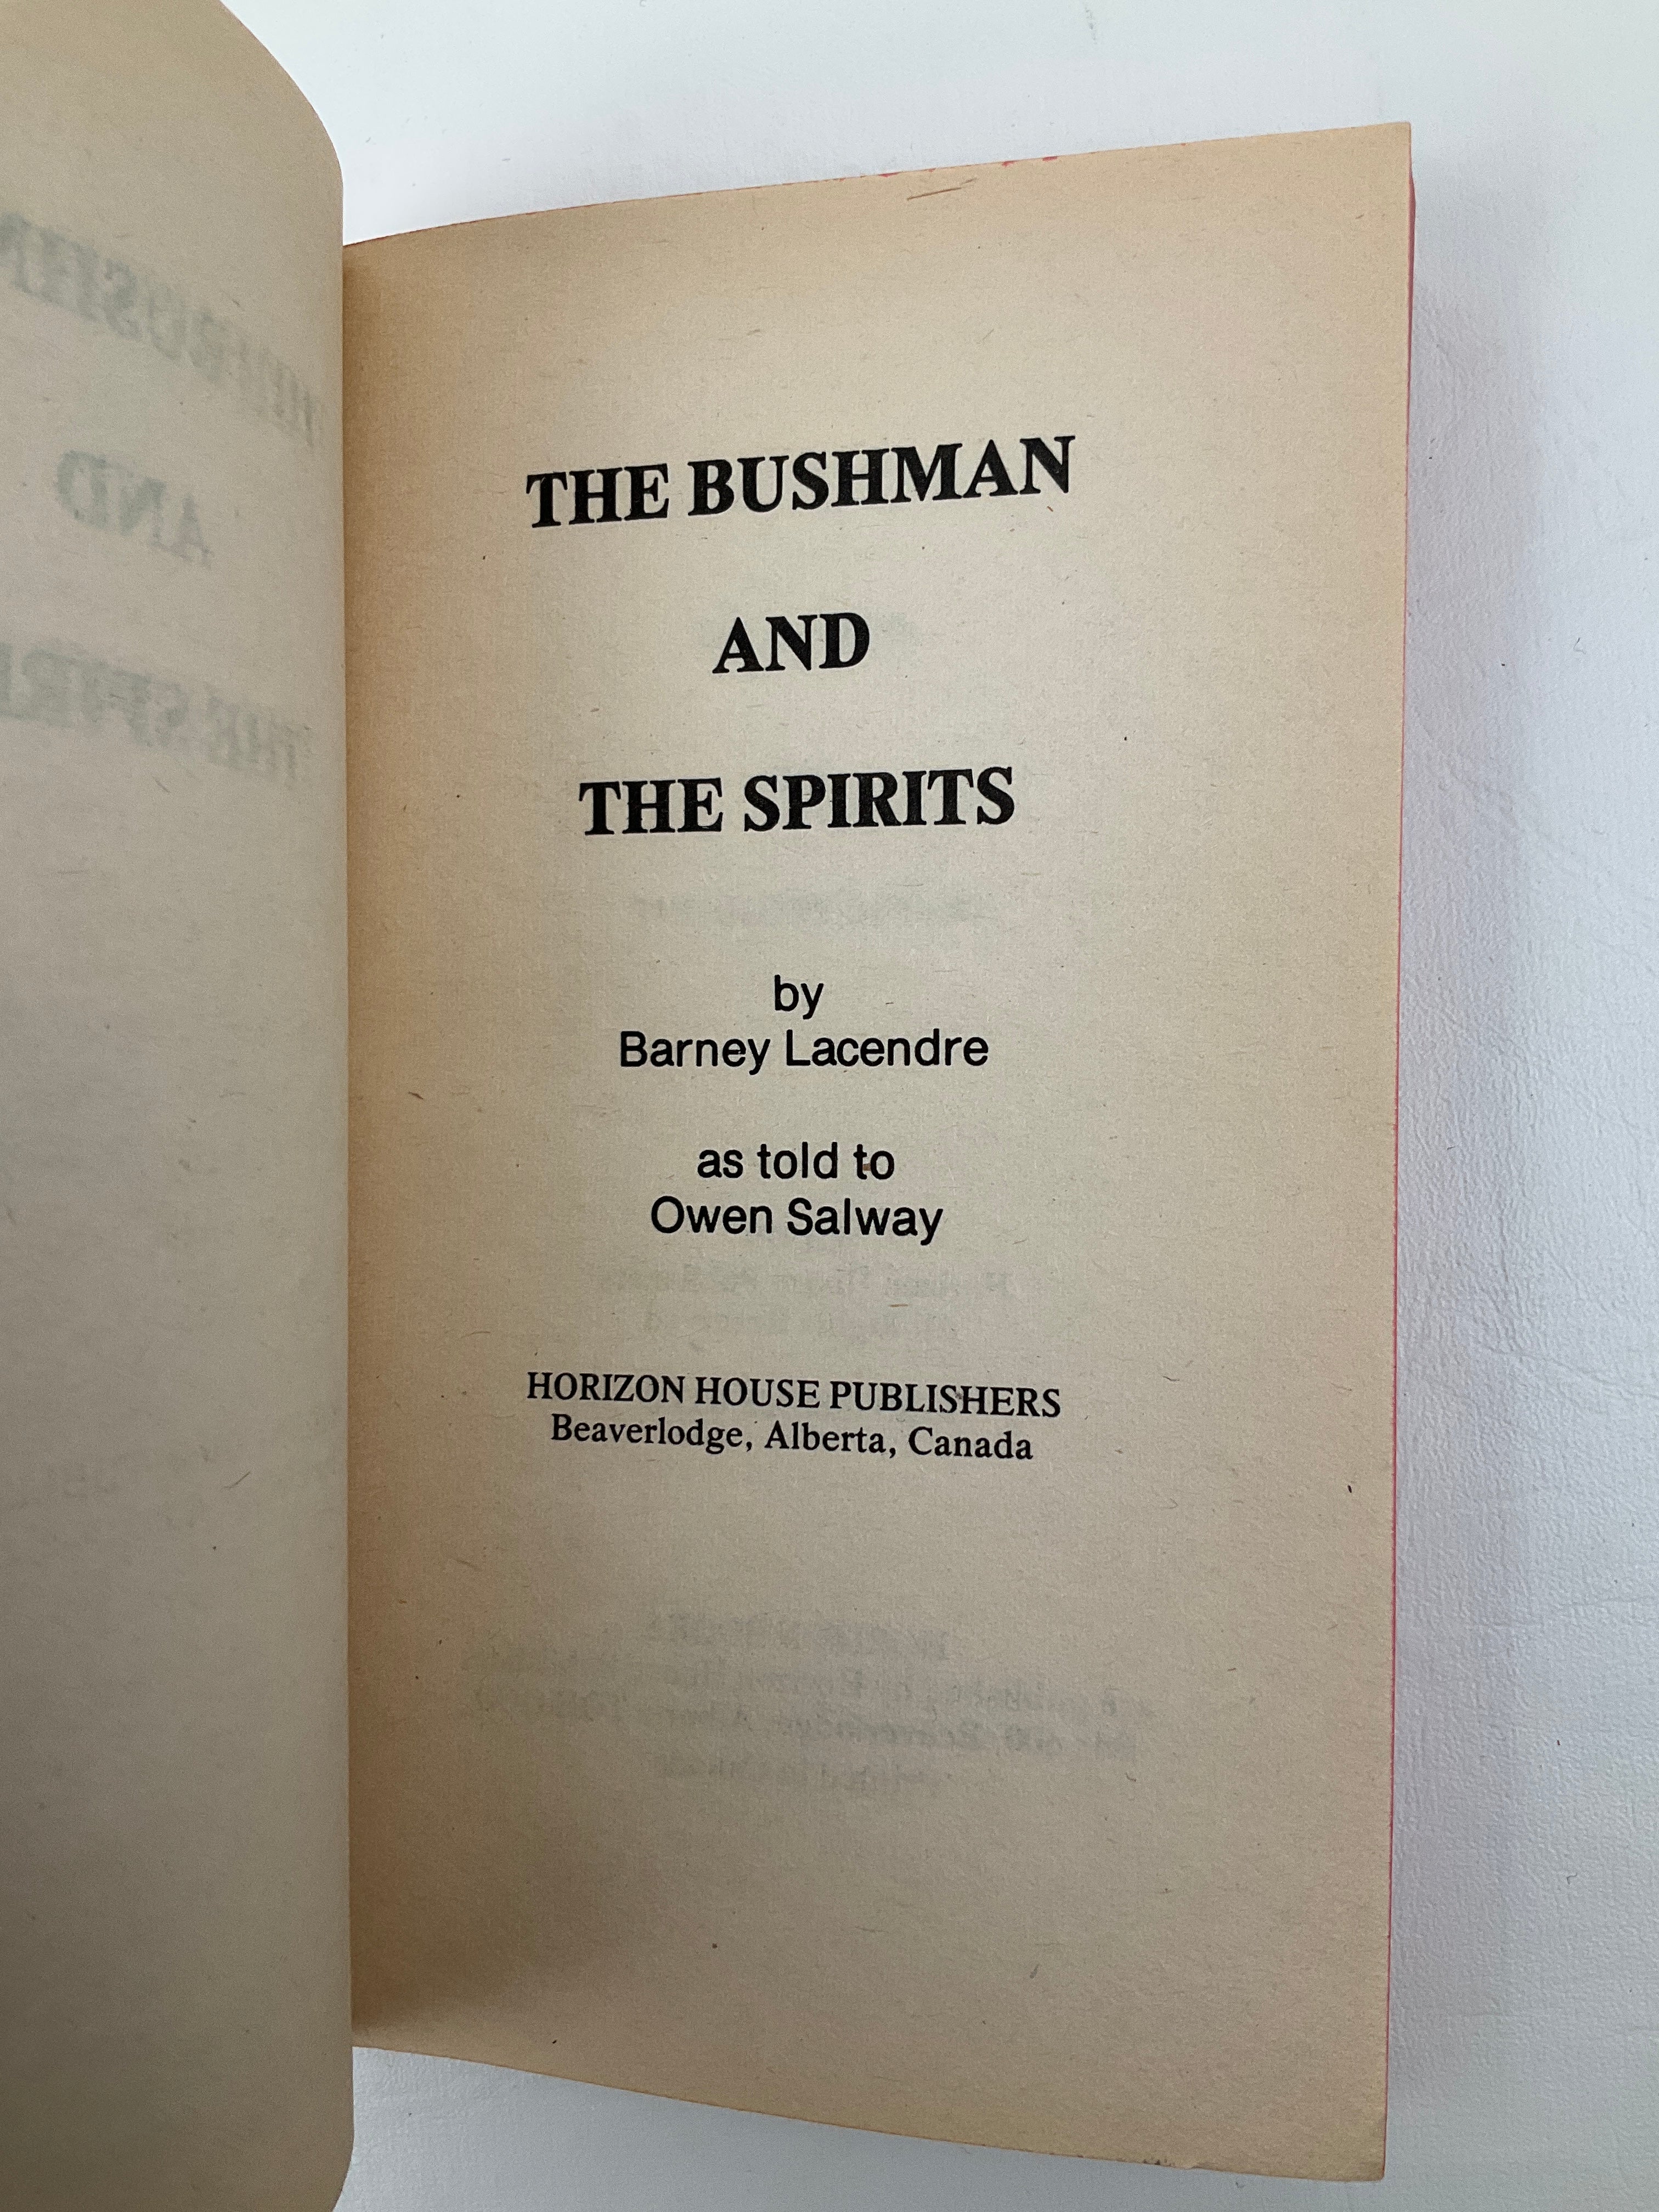 THE BUSHMAN
AND
THE SPIRITS
by
Barney Lacendre
as told to
Owen Salway
HORIZON HOUSE PUBLISHERS
Beaverlodge, Alberta, Canada